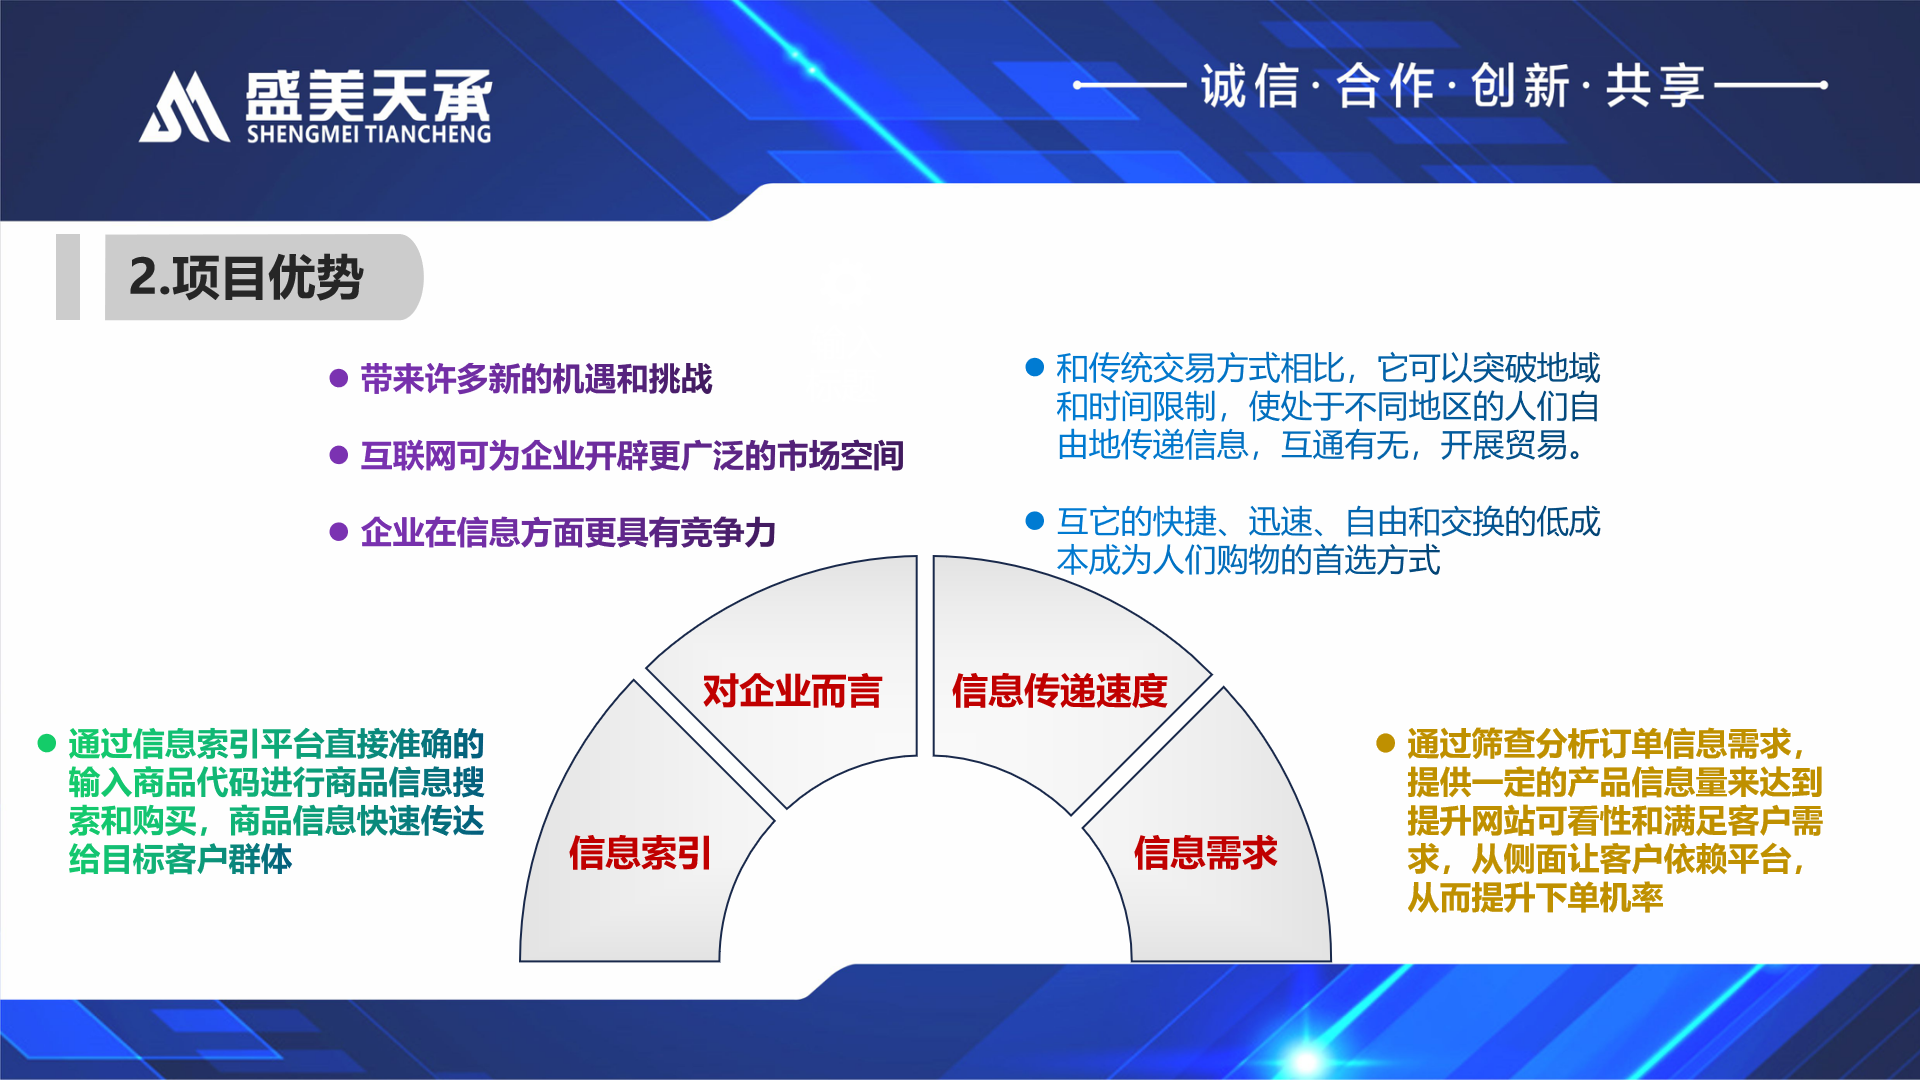 盛美天承
SHENGMEI TIANCHENG
诚信·合作·创新·共享
2.项目优势
带来许多新的机遇和挑战
互联网可为企业开辟更广泛的市场空间
企业在信息方面更具有竞争力
和传统交易方式相比，它可以突破地域
和时间限制，使处于不同地区的人们自
由地传递信息，互通有无，开展贸易。
互它的快捷、迅速、自由和交换的低成
本成为人们购物的首选方式
对企业而言
信息传递速度
信息索引
信息需求
通过信息索引平台直接准确的
输入商品代码进行商品信息搜
索和购买，商品信息快速传达
给目标客户群体
通过筛查分析订单信息需求，
提供一定的产品信息量来达到
提升网站可看性和满足客户需
求，从侧面让客户依赖平台，
从而提升下单机率